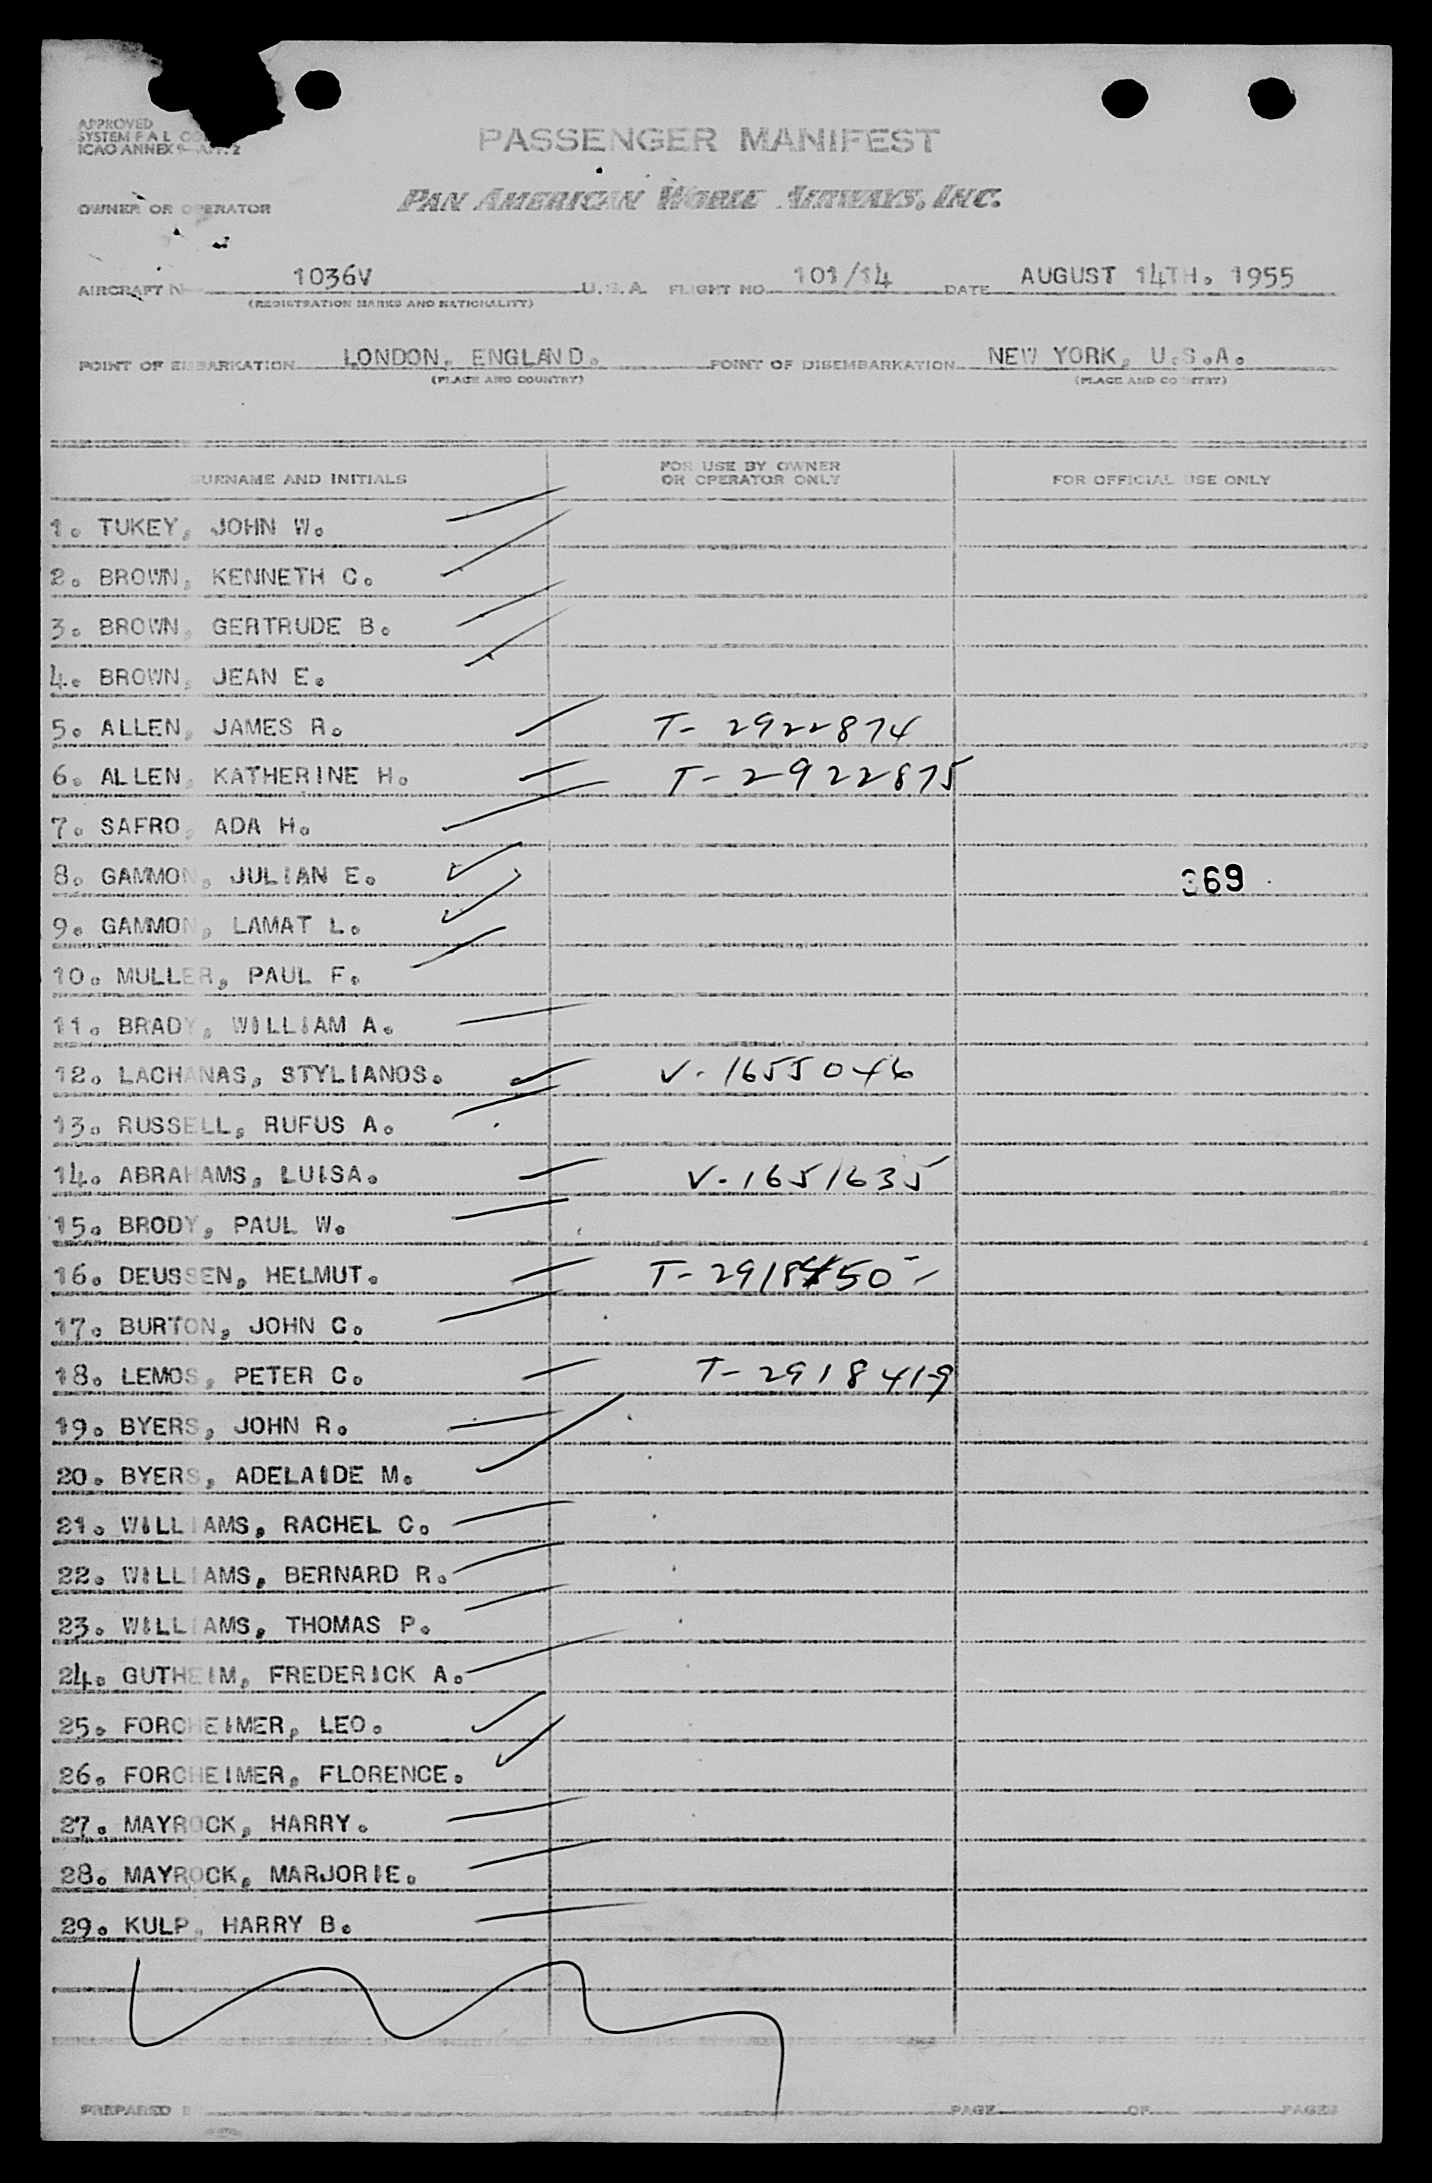 APPROVED
SYSTEM F A L
ICAO ANNEX 9
PASSENGER MANIFEST
OWNER OR OPERATOR PAN AMERICAN WORLD AIRWAYS, INC.
AIRCRAFT N 1036V U.S.A. FLIGHT NO. 101/14 DATE AUGUST 14TH. 1955
(REGISTRATION MARKS AND NATIONALITY)
POINT OF EMBARKATION LONDON, ENGLAND. POINT OF DISEMBARKATION NEW YORK, U.S.A.
(PLACE AND COUNTRY) (PLACE AND COUNTRY)
SURNAME AND INITIALS FOR USE BY OWNER OR OPERATOR ONLY FOR OFFICIAL USE ONLY
1. TUKEY, JOHN W.
2. BROWN, KENNETH C.
3. BROWN, GERTRUDE B.
4. BROWN, JEAN E.
5. ALLEN, JAMES R. T- 2922874
6. ALLEN, KATHERINE H. T- 2922875
7. SAFRO, ADA H.
8. GAMMON, JULIAN E. 369
9. GAMMON, LAMAT L.
10. MULLER, PAUL F.
11. BRADY, WILLIAM A.
12. LACHANAS, STYLIANOS. V- 1655046
13. RUSSELL, RUFUS A.
14. ABRAHAMS, LUISA. V- 1651635
15. BRODY, PAUL W.
16. DEUSSEN, HELMUT. T- 2918450
17. BURTON, JOHN C.
18. LEMOS, PETER C. T- 2918419
19. BYERS, JOHN R.
20. BYERS, ADELAIDE M.
21. WILLIAMS, RACHEL C.
22. WILLIAMS, BERNARD R.
23. WILLIAMS, THOMAS P.
24. GUTHEIM, FREDERICK A.
25. FORCHEIMER, LEO.
26. FORCHEIMER, FLORENCE.
27. MAYROCK, HARRY.
28. MAYROCK, MARJORIE.
29. KULP, HARRY B.
PREPARED B PAGE OF PAGES